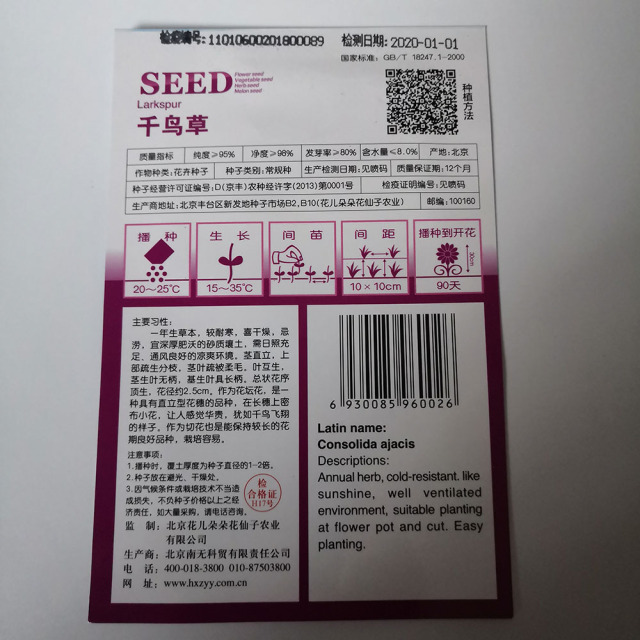 检疫编号:11010600201800089 检测日期: 2020-01-01
国家标准: GB/T 18247.1-2000
SEED
Flower seed
Vegetable seed
Herb seed
Melon seed
Larkspur
千鸟草
种植方法
质量指标 纯度≥95% 净度≥98% 发芽率≥80% 含水量≤8.0% 产地: 北京
作物种类: 花卉种子 种子类别: 常规种 生产检测日期: 见喷码 质量保证期: 12个月
种子经营许可证编号: D(京丰)农种经许字(2013)第0001号 检疫证明编号: 见喷码
生产商地址: 北京丰台区新发地种子市场B2, B10(花儿朵朵花仙子农业) 邮编: 100160
播种 生长 间苗 间距 播种到开花
30cm
20~25℃ 15~35℃ 10×10cm 90天
主要习性:
一年生草本，较耐寒，喜干燥，忌
涝，宜深厚肥沃的砂质壤土，需日照充
足、通风良好的凉爽环境。茎直立，上
部疏生分枝，茎叶疏被柔毛。叶互生，
茎生叶无柄，基生叶具长柄。总状花序
顶生，花径约2.5cm。作为花坛花，是一
种具有直立型花穗的品种，在长穗上密
布小花，让人感觉华贵，犹如千鸟飞翔
的样子。作为切花也是能保持较长的花
期良好品种，栽培容易。
注意事项:
1.播种时，覆土厚度为种子直径的1-2倍。
2.种子放在避光、干燥处。
3.因气候条件或栽培技术不当造
成损失，不负种子价格以上之经
济责任，如大量采购，请电话咨询。
检
合格证
H17号
监 制: 北京花儿朵朵花仙子农业
有限公司
生产商: 北京南无科贸有限责任公司
电 话: 400-018-3800 010-87503800
网 址: www.hxzyy.com.cn
6 930085 960026
Latin name:
Consolida ajacis
Descriptions:
Annual herb, cold-resistant. like
sunshine, well ventilated
environment, suitable planting
at flower pot and cut. Easy
planting.